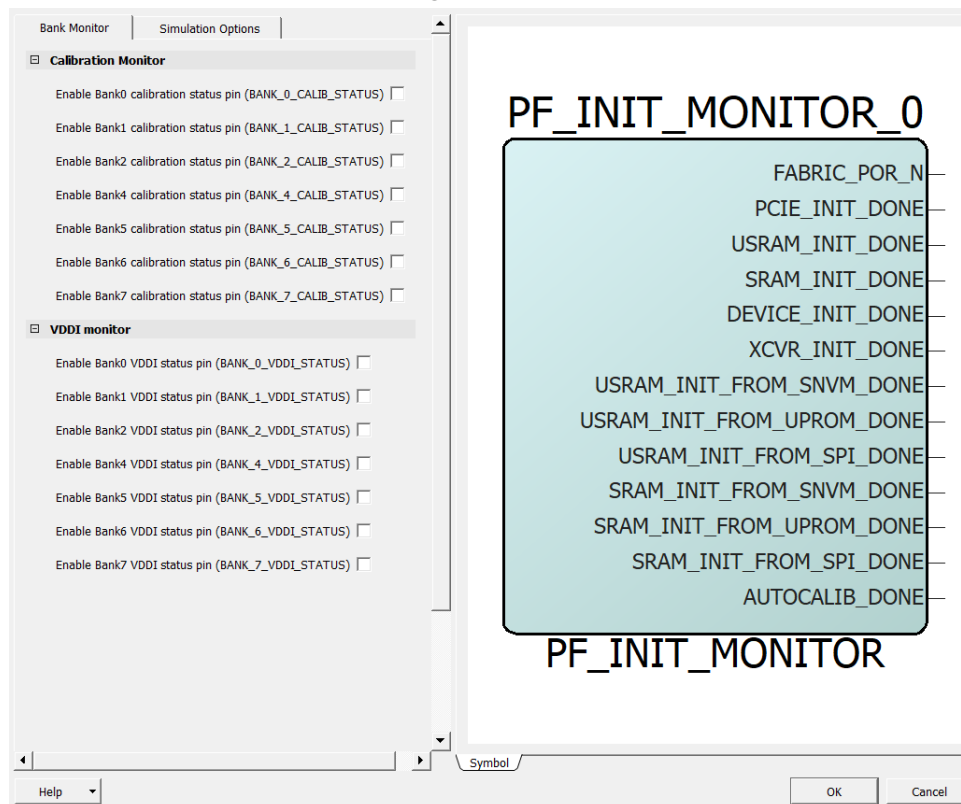 Bank Monitor
Simulation Options
Calibration Monitor
Enable Bank0 calibration status pin (BANK_0_CALIB_STATUS)
Enable Bank1 calibration status pin (BANK_1_CALIB_STATUS)
Enable Bank2 calibration status pin (BANK_2_CALIB_STATUS)
Enable Bank4 calibration status pin (BANK_4_CALIB_STATUS)
Enable Bank5 calibration status pin (BANK_5_CALIB_STATUS)
Enable Bank6 calibration status pin (BANK_6_CALIB_STATUS)
Enable Bank7 calibration status pin (BANK_7_CALIB_STATUS)
VDDI monitor
Enable Bank0 VDDI status pin (BANK_0_VDDI_STATUS)
Enable Bank1 VDDI status pin (BANK_1_VDDI_STATUS)
Enable Bank2 VDDI status pin (BANK_2_VDDI_STATUS)
Enable Bank4 VDDI status pin (BANK_4_VDDI_STATUS)
Enable Bank5 VDDI status pin (BANK_5_VDDI_STATUS)
Enable Bank6 VDDI status pin (BANK_6_VDDI_STATUS)
Enable Bank7 VDDI status pin (BANK_7_VDDI_STATUS)
PF_INIT_MONITOR_0
FABRIC_POR_N
PCIE_INIT_DONE
USRAM_INIT_DONE
SRAM_INIT_DONE
DEVICE_INIT_DONE
XCVR_INIT_DONE
USRAM_INIT_FROM_SNVM_DONE
USRAM_INIT_FROM_UPROM_DONE
USRAM_INIT_FROM_SPI_DONE
SRAM_INIT_FROM_SNVM_DONE
SRAM_INIT_FROM_UPROM_DONE
SRAM_INIT_FROM_SPI_DONE
AUTOCALIB_DONE
PF_INIT_MONITOR
Symbol
Help
OK
Cancel